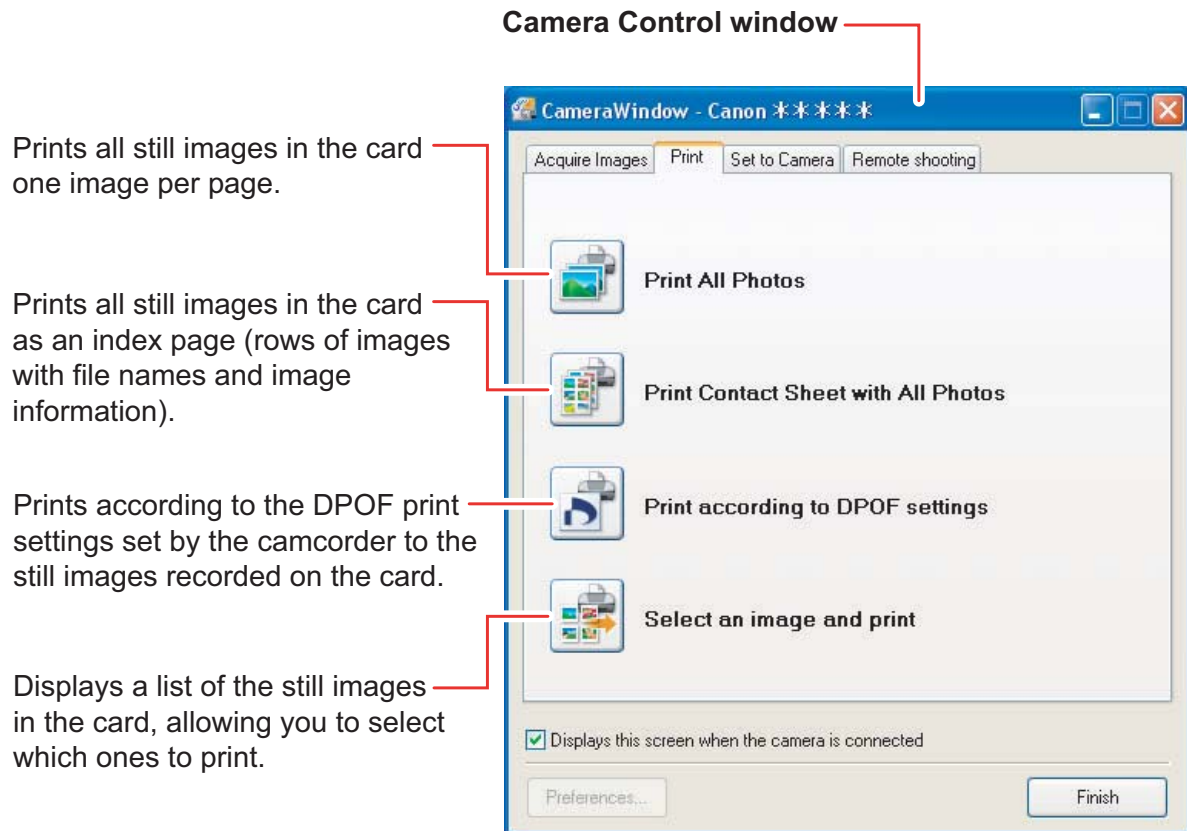 Camera Control window
CameraWindow - Canon *****
Acquire Images Print Set to Camera Remote shooting
Prints all still images in the card
one image per page.
Print All Photos
Prints all still images in the card
as an index page (rows of images
with file names and image
information).
Print Contact Sheet with All Photos
Prints according to the DPOF print
settings set by the camcorder to the
still images recorded on the card.
Print according to DPOF settings
Displays a list of the still images
in the card, allowing you to select
which ones to print.
Select an image and print
Displays this screen when the camera is connected
Preferences... Finish